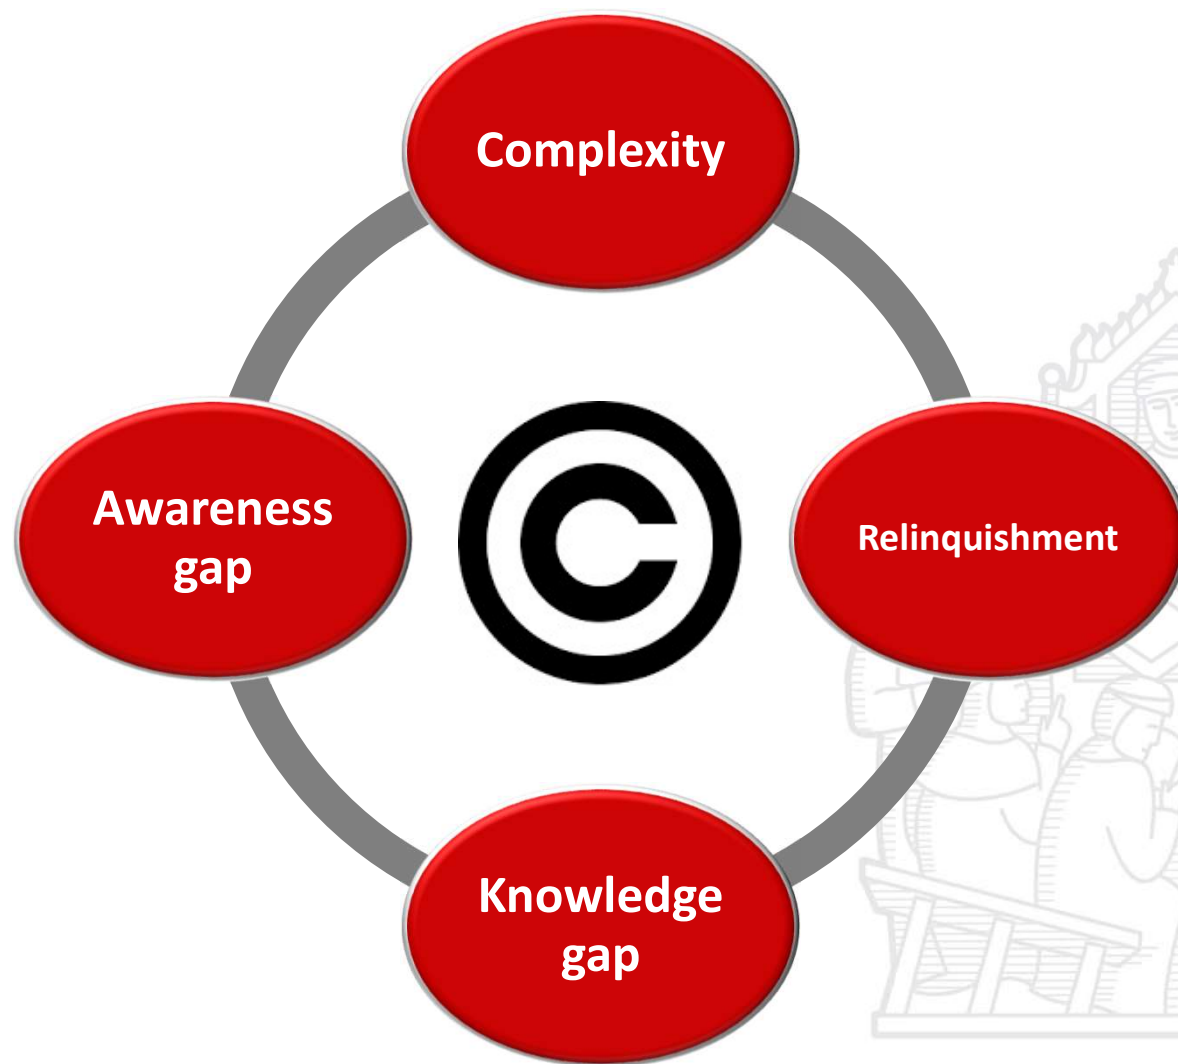 Complexity
Awareness
gap
©
Relinquishment
Knowledge
gap